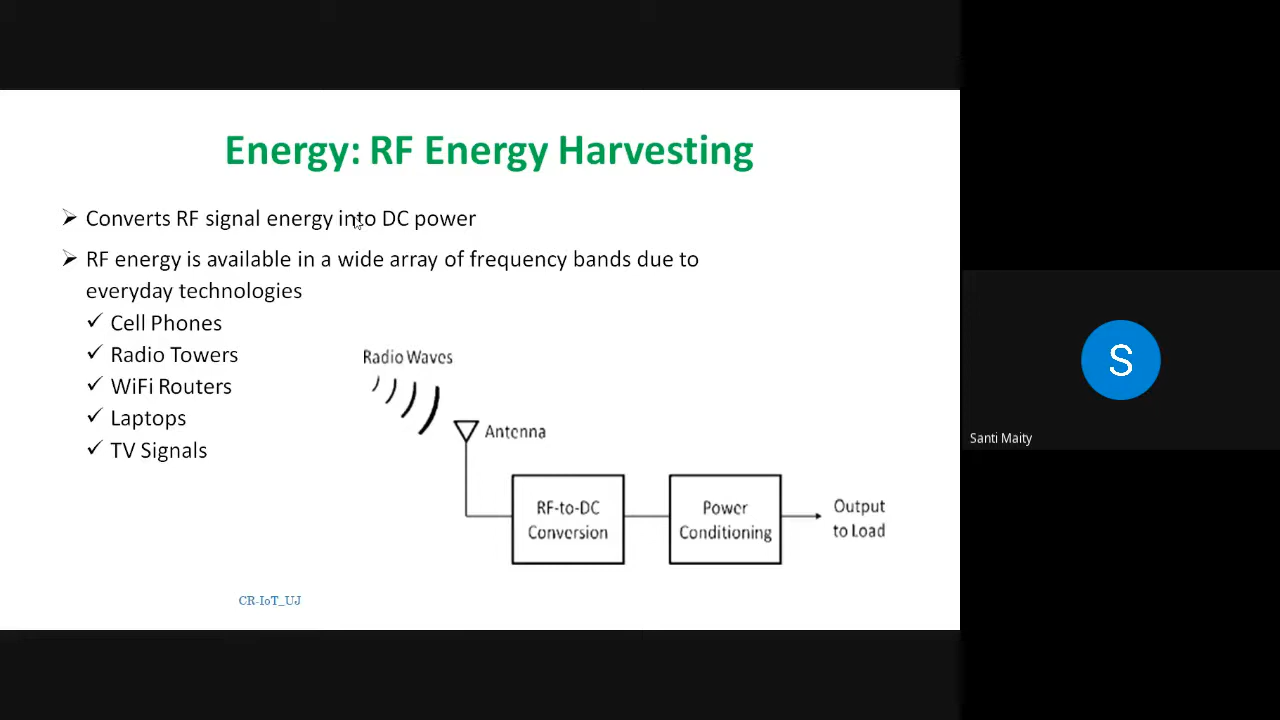 Energy: RF Energy Harvesting
➢ Converts RF signal energy into DC power
➢ RF energy is available in a wide array of frequency bands due to
everyday technologies
✓ Cell Phones
✓ Radio Towers
✓ WiFi Routers
✓ Laptops
✓ TV Signals
Radio Waves
Antenna
RF-to-DC
Conversion
Power
Conditioning
Output
to Load
CR-IoT_UJ
S
Santi Maity